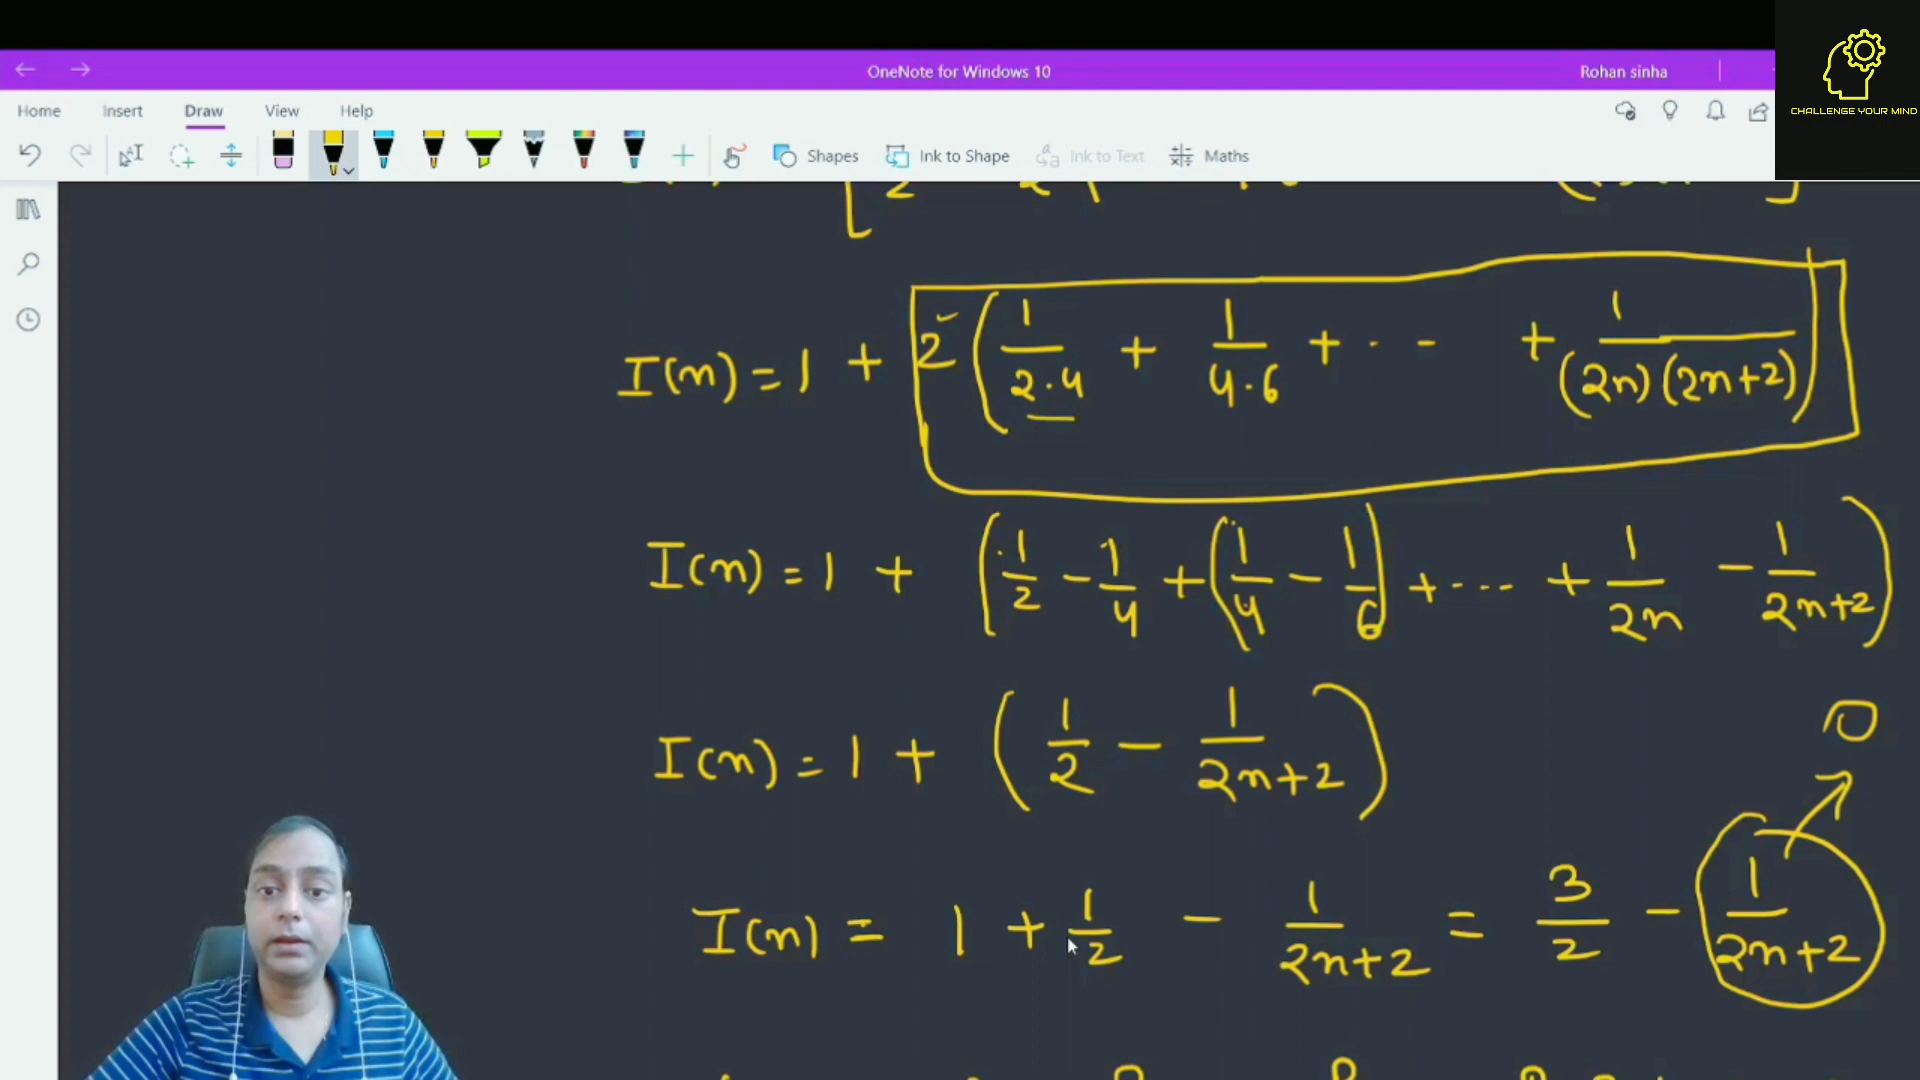 OneNote for Windows 10
Rohan sinha
CHALLENGE YOUR MIND
Home Insert Draw View Help
Shapes Ink to Shape Ink to Text Maths
I(n) = 1 + 2 ( 1/(2·4) + 1/(4·6) + ··· + 1/((2n)(2n+2)) )
I(n) = 1 + ( 1/2 - 1/4 + ( 1/4 - 1/6 ) + ··· + 1/2n - 1/(2n+2) )
0
I(n) = 1 + ( 1/2 - 1/(2n+2) )
I(n) = 1 + 1/2 - 1/(2n+2) = 3/2 - 1/(2n+2)